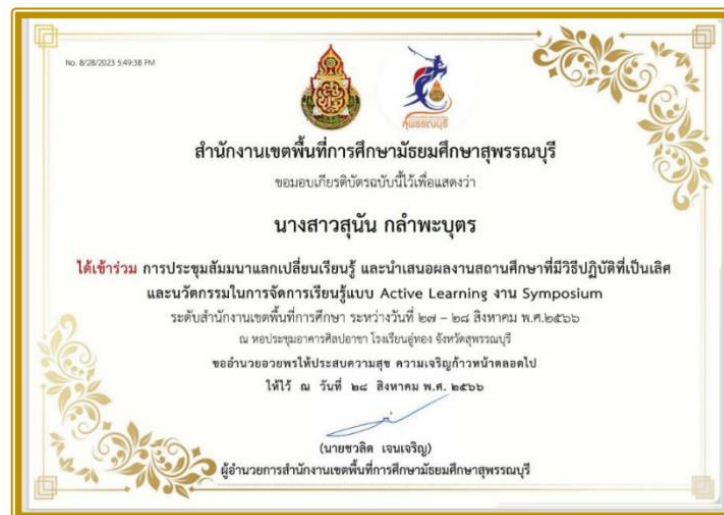 No. 8/28/2023 5:49:38 PM
สุพรรณบุรี
สำนักงานเขตพื้นที่การศึกษามัธยมศึกษาสุพรรณบุรี
ขอมอบเกียรติบัตรฉบับนี้ไว้เพื่อแสดงว่า
นางสาวสุนัน กลำพะบุตร
ได้เข้าร่วม การประชุมสัมมนาแลกเปลี่ยนเรียนรู้ และนำเสนอผลงานสถานศึกษาที่มีวิธีปฏิบัติที่เป็นเลิศ
และนวัตกรรมในการจัดการเรียนรู้แบบ Active Learning งาน Symposium
ระดับสำนักงานเขตพื้นที่การศึกษา ระหว่างวันที่ ๒๗ – ๒๘ สิงหาคม พ.ศ.๒๕๖๖
ณ หอประชุมอาคารศิลปอาชา โรงเรียนอู่ทอง จังหวัดสุพรรณบุรี
ขออำนวยอวยพรให้ประสบความสุข ความเจริญก้าวหน้าตลอดไป
ให้ไว้ ณ วันที่ ๒๘ สิงหาคม พ.ศ. ๒๕๖๖
(นายชวลิต เจนเจริญ)
ผู้อำนวยการสำนักงานเขตพื้นที่การศึกษามัธยมศึกษาสุพรรณบุรี